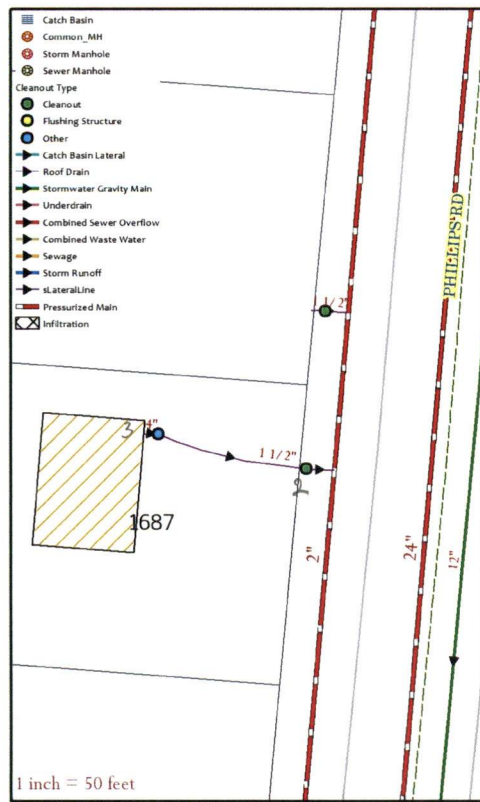 Catch Basin
Common_MH
Storm Manhole
Sewer Manhole
Cleanout Type
Cleanout
Flushing Structure
Other
Catch Basin Lateral
Roof Drain
Stormwater Gravity Main
Underdrain
Combined Sewer Overflow
Combined Waste Water
Sewage
Storm Runoff
sLateralLine
Pressurized Main
Infiltration
PHILLIPS RD
1 1/2"
3
4"
1 1/2"
2
1687
2"
24"
12"
1 inch = 50 feet